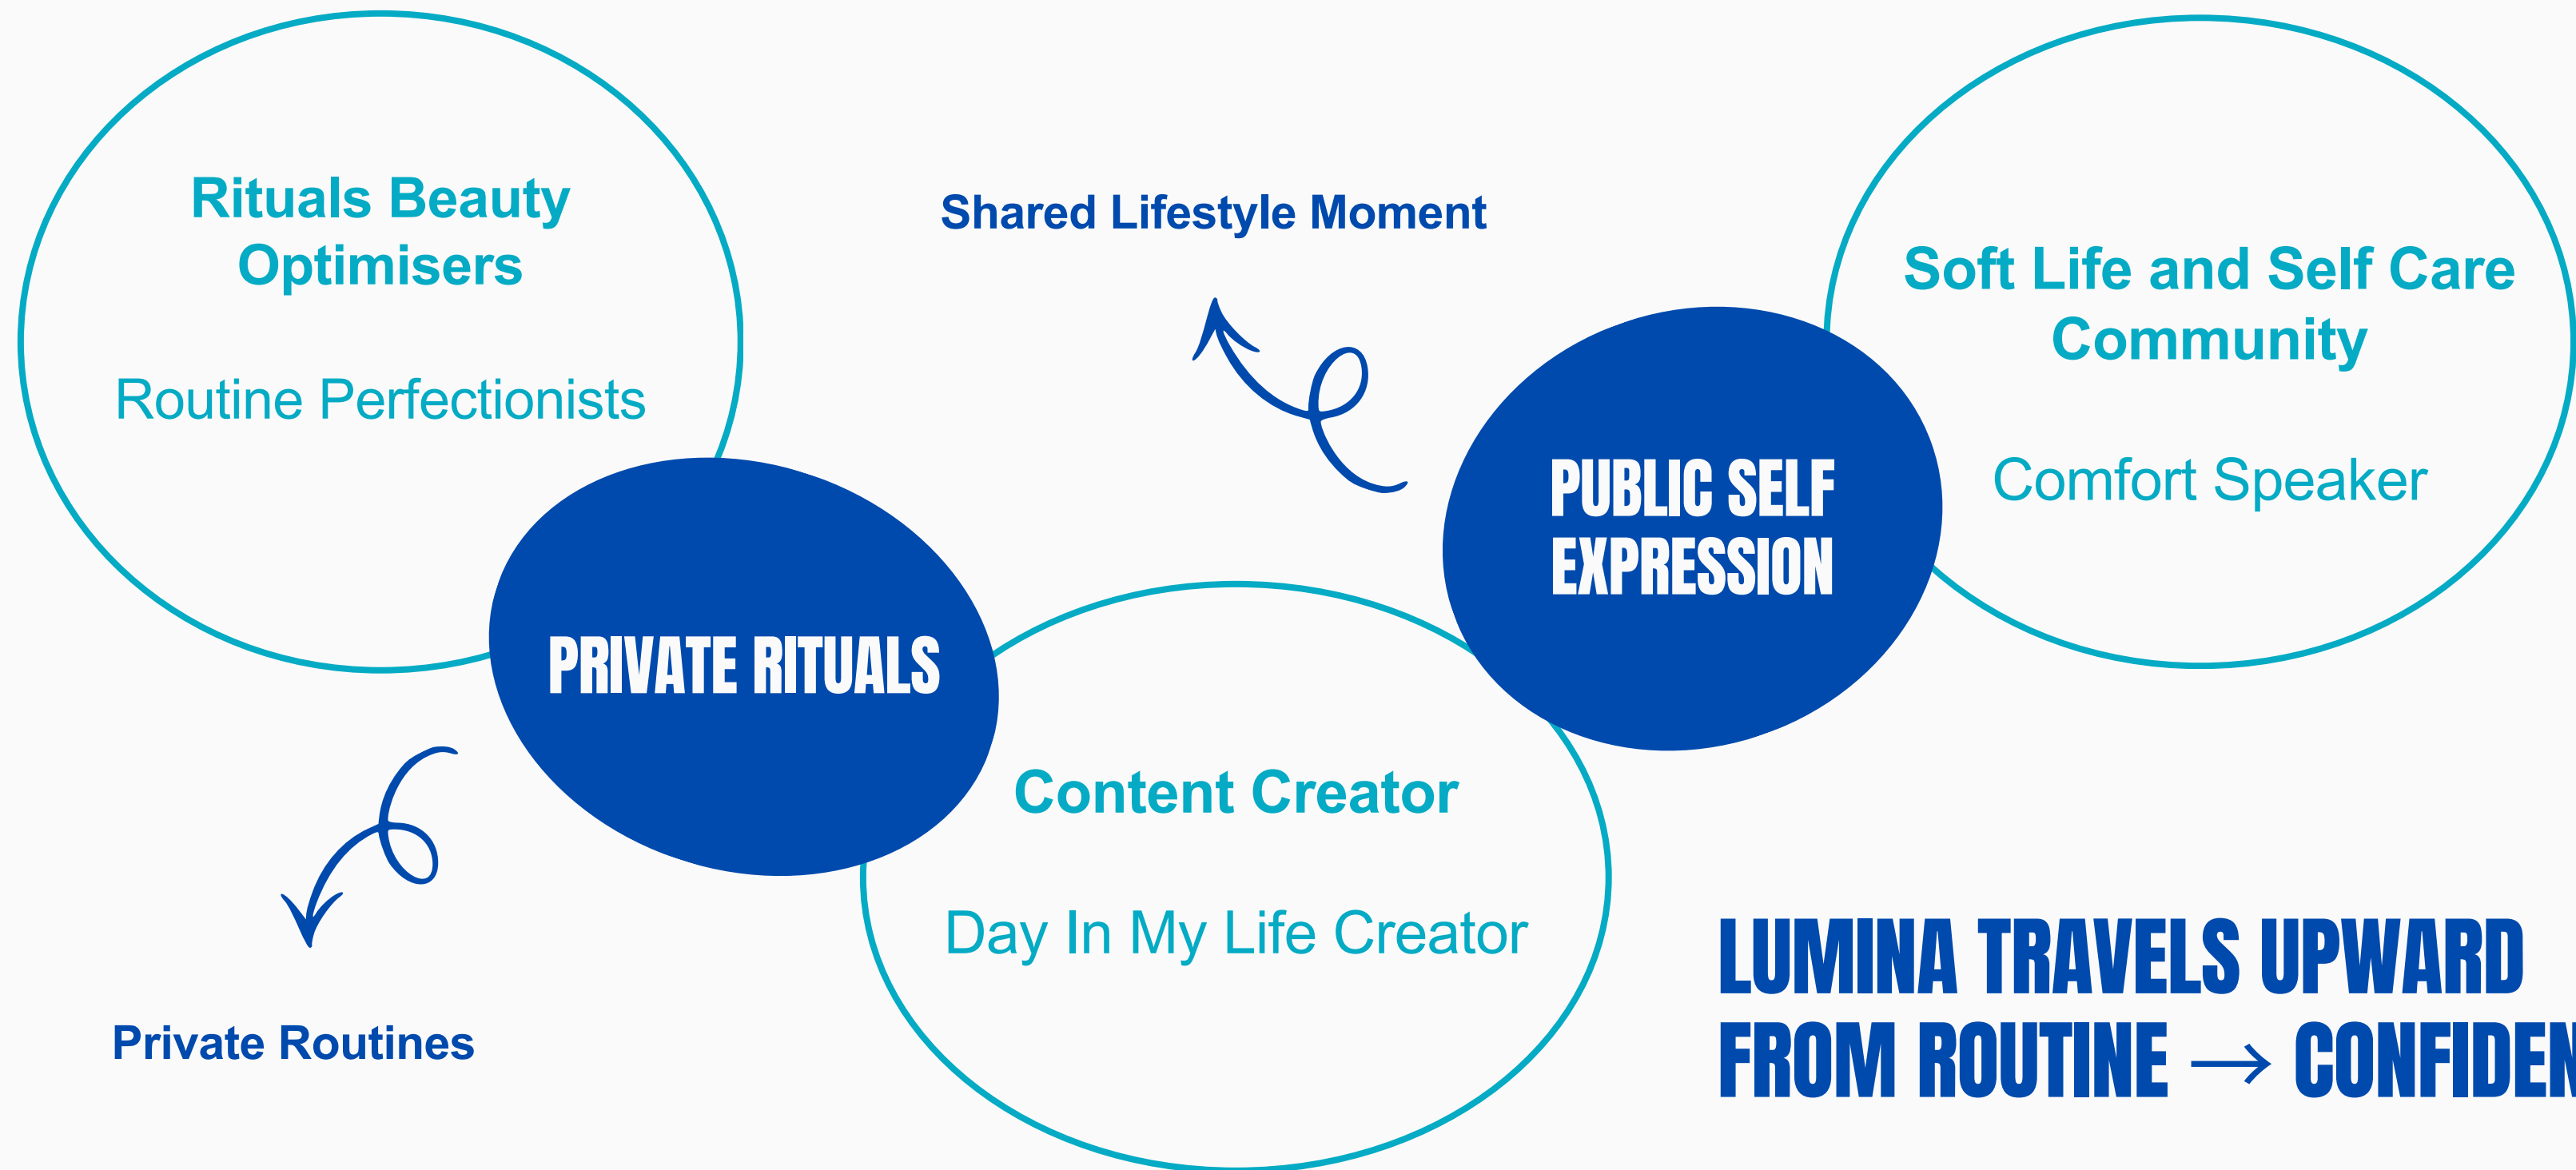 Rituals Beauty
Optimisers
Routine Perfectionists
PRIVATE RITUALS
Private Routines
Shared Lifestyle Moment
Content Creator
Day In My Life Creator
PUBLIC SELF
EXPRESSION
Soft Life and Self Care
Community
Comfort Speaker
LUMINA TRAVELS UPWARD
FROM ROUTINE →